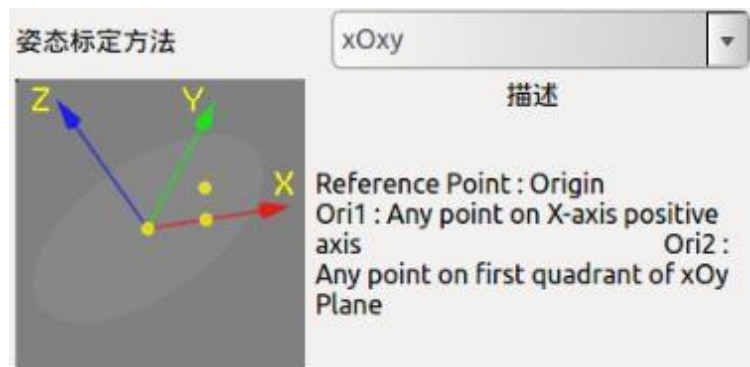 姿态标定方法 xOxy
描述
Z Y X
Reference Point : Origin
Ori1 : Any point on X-axis positive
axis Ori2 :
Any point on first quadrant of xOy
Plane